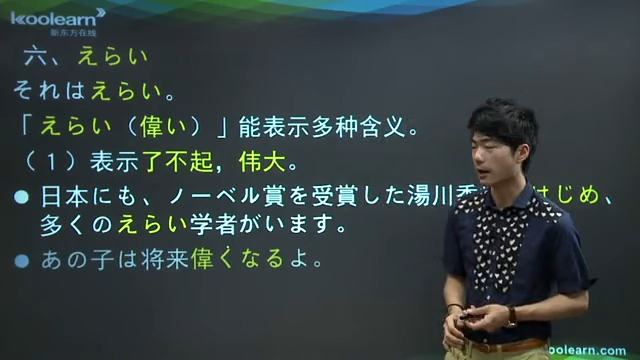 koolearn
新东方在线
六、えらい
それはえらい。
「えらい（偉い）」能表示多种含义。
（１）表示了不起，伟大。
● 日本にも、ノーベル賞を受賞した湯川 はじめ、
多くのえらい学者がいます。
● あの子は将来偉くなるよ。
oolearn.com